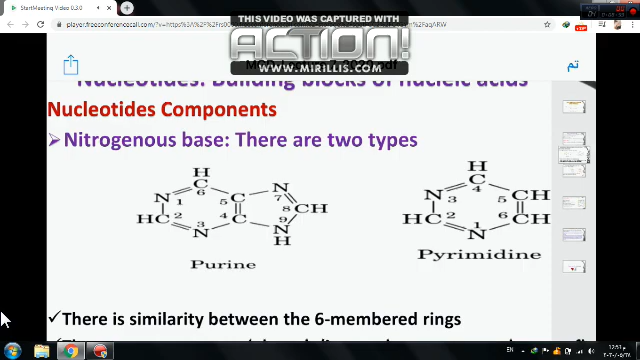 StartMeeting Video 0.3.2
THIS VIDEO WAS CAPTURED WITH
ACTION!
WWW.MIRILLIS.COM
تم
Nucleotides: Building blocks of nucleic acids
Nucleotides Components
Nitrogenous base: There are two types
H
C
6
N
1
5
C
N
7
HC
2
8
CH
3
N
4
C
9
N
H
Purine
H
C
4
N
3
5
CH
HC
2
6
CH
1
N
Pyrimidine
There is similarity between the 6-membered rings
EN